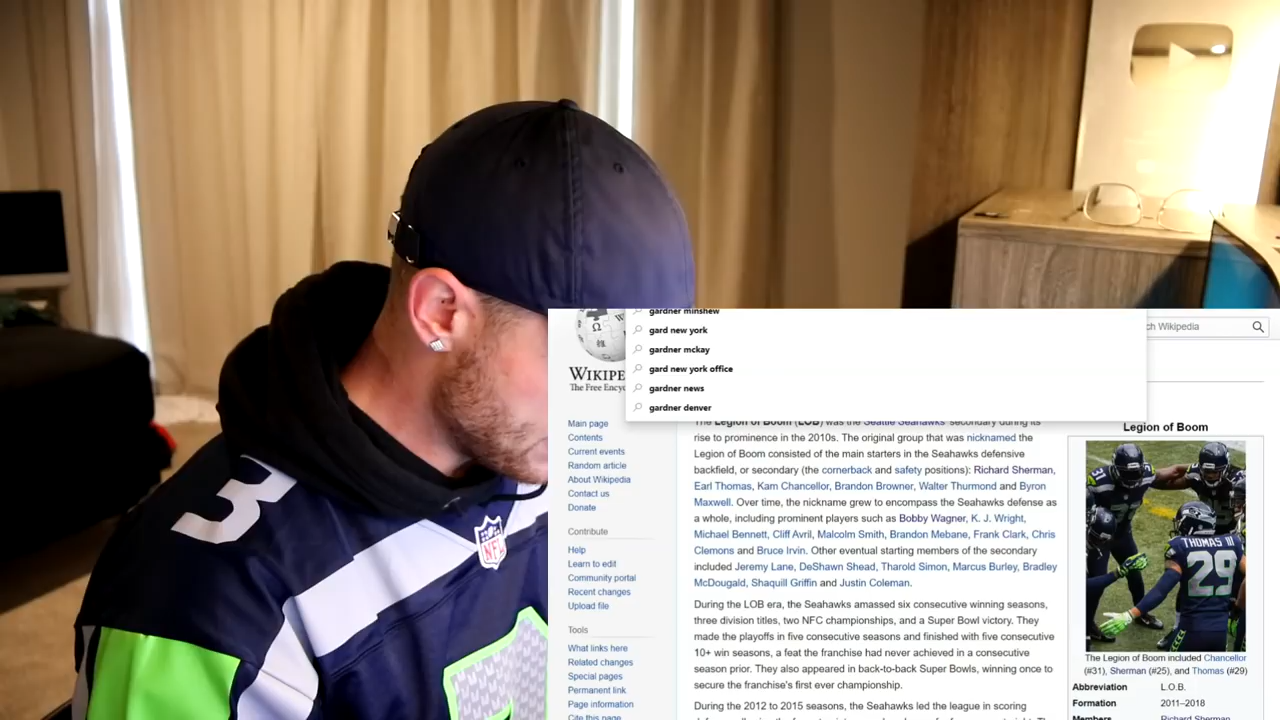 gardner minshew
gard new york
gardner mckay
gard new york office
gardner news
gardner denver
Wikipedia
WIKIPE
The Free Ency
Main page
Contents
Current events
Random article
About Wikipedia
Contact us
Donate
Contribute
Help
Learn to edit
Community portal
Recent changes
Upload file
Tools
What links here
Related changes
Special pages
Permanent link
Page information
Cite this page
The Legion of Boom (LOB) was the Seattle Seahawks' secondary during its
rise to prominence in the 2010s. The original group that was nicknamed the
Legion of Boom consisted of the main starters in the Seahawks defensive
backfield, or secondary (the cornerback and safety positions): Richard Sherman,
Earl Thomas, Kam Chancellor, Brandon Browner, Walter Thurmond and Byron
Maxwell. Over time, the nickname grew to encompass the Seahawks defense as
a whole, including prominent players such as Bobby Wagner, K. J. Wright,
Michael Bennett, Cliff Avril, Malcolm Smith, Brandon Mebane, Frank Clark, Chris
Clemons and Bruce Irvin. Other eventual starting members of the secondary
included Jeremy Lane, DeShawn Shead, Tharold Simon, Marcus Burley, Bradley
McDougald, Shaquill Griffin and Justin Coleman.
During the LOB era, the Seahawks amassed six consecutive winning seasons,
three division titles, two NFC championships, and a Super Bowl victory. They
made the playoffs in five consecutive seasons and finished with five consecutive
10+ win seasons, a feat the franchise had never achieved in a consecutive
season prior. They also appeared in back-to-back Super Bowls, winning once to
secure the franchise's first ever championship.
During the 2012 to 2015 seasons, the Seahawks led the league in scoring
Legion of Boom
31
THOMAS III
29
The Legion of Boom included Chancellor
(#31), Sherman (#25), and Thomas (#29)
Abbreviation L.O.B.
Formation 2011–2018
Members Richard Sherman
3
NFL